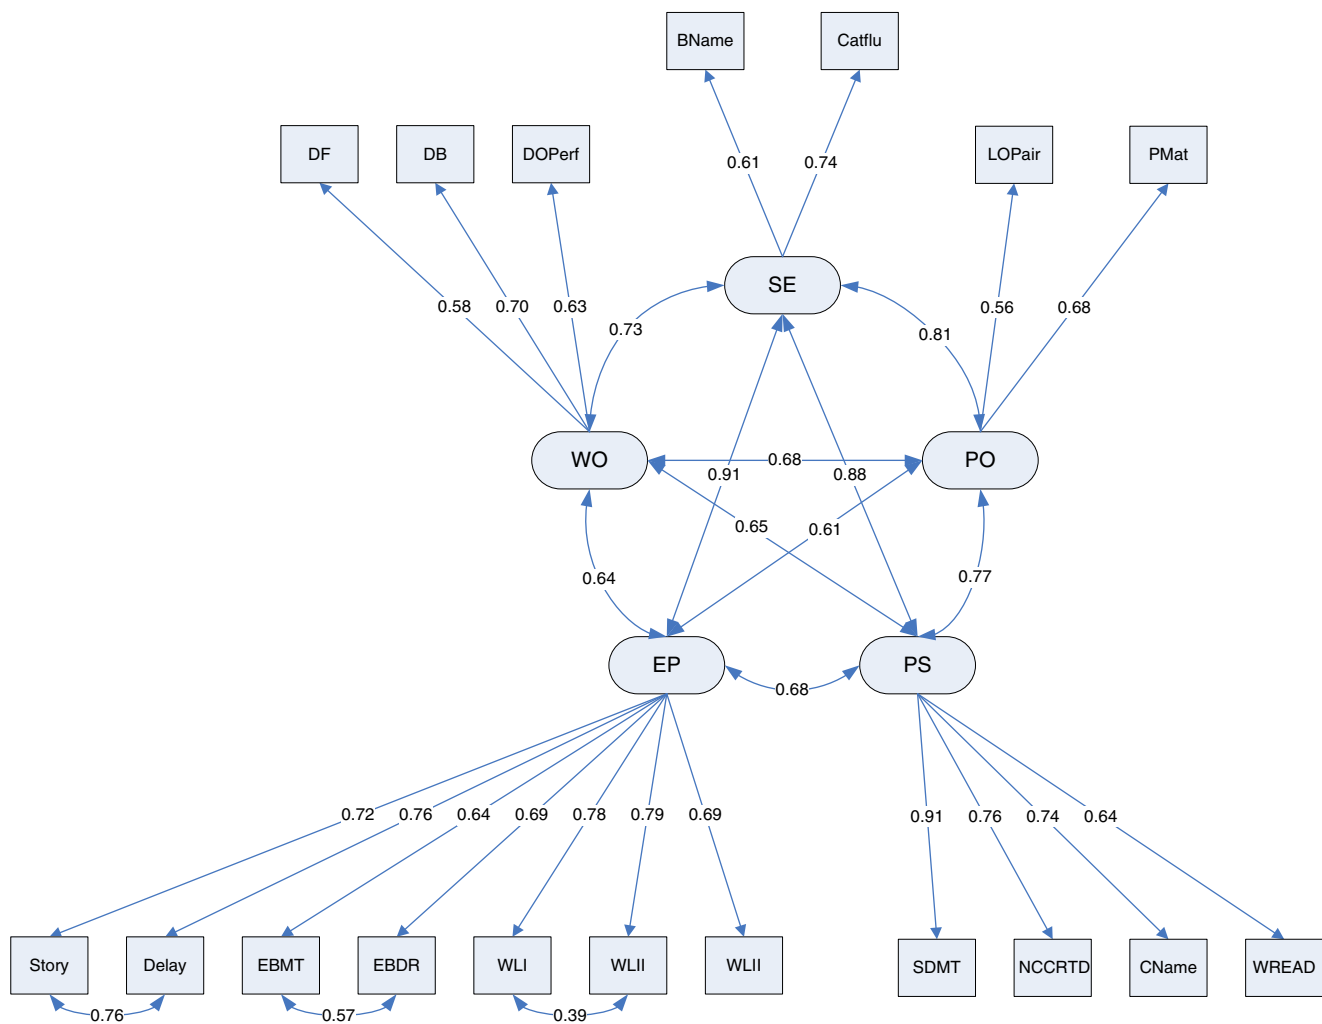 BName Catflu
DF DB DOPerf LOPair PMat
0.61 0.74
SE
0.58 0.70 0.63 0.56 0.68
0.73 0.81
WO 0.68 PO
0.91 0.88
0.65 0.61
0.64 0.77
EP PS
0.68
0.72 0.76 0.64 0.69 0.78 0.79 0.69 0.91 0.76 0.74 0.64
Story Delay EBMT EBDR WLI WLII WLII SDMT NCCRTD CName WREAD
0.76 0.57 0.39